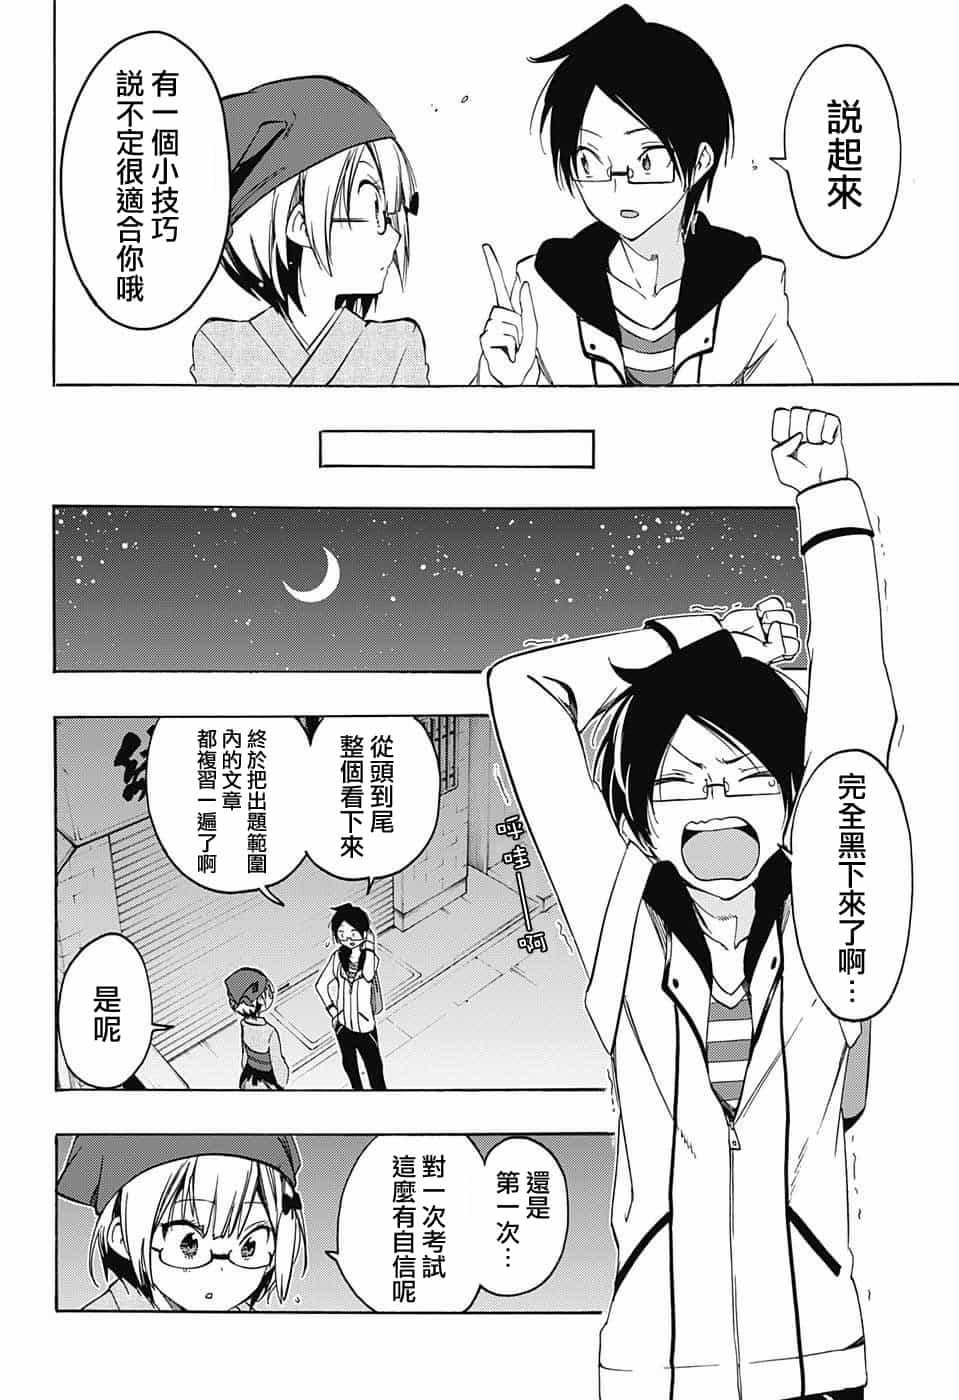 説起來
有一個小技巧
説不定很適合你哦
完全黑下來了啊…
呼哇——啊
從頭到尾
整個看下來
終於把出題範圍
內的文章
都複習一遍了啊
是呢
還是
第一次…
對一次考試
這麼有自信呢